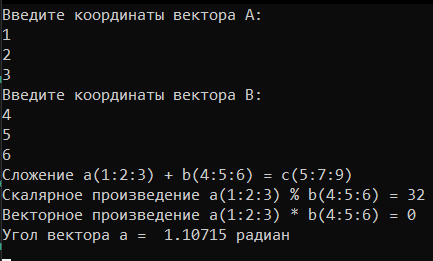 Введите координаты вектора A:
1
2
3
Введите координаты вектора B:
4
5
6
Сложение a(1:2:3) + b(4:5:6) = c(5:7:9)
Скалярное произведение a(1:2:3) % b(4:5:6) = 32
Векторное произведение a(1:2:3) * b(4:5:6) = 0
Угол вектора a =  1.10715 радиан